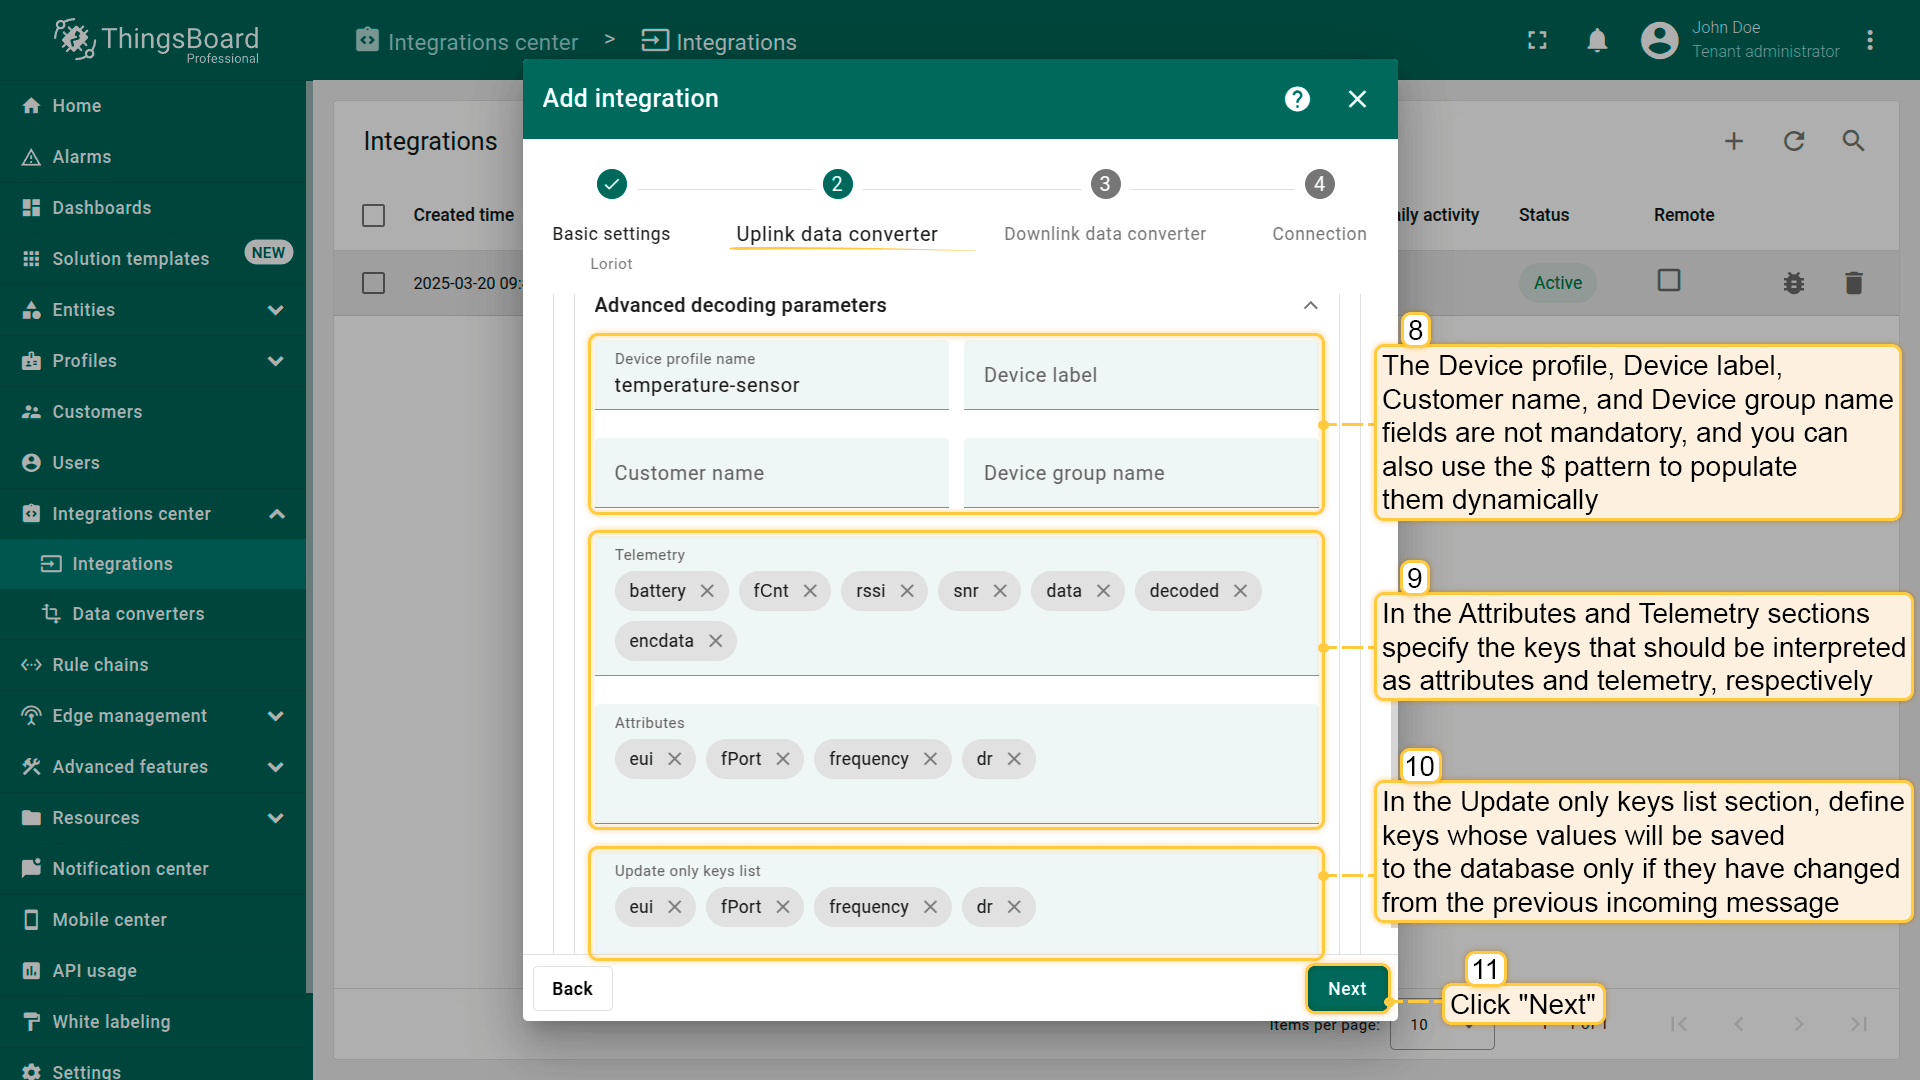 ThingsBoard
Professional
Integrations center > Integrations
John Doe
Tenant administrator
Home
Alarms
Dashboards
Solution templates NEW
Entities
Profiles
Customers
Users
Integrations center
Integrations
Data converters
Rule chains
Edge management
Advanced features
Resources
Notification center
Mobile center
API usage
White labeling
Settings
Integrations
Created time
Status
Remote
activity
2025-03-20
Active
Items per page: 10
Add integration
2 3 4
Basic settings Uplink data converter Downlink data converter Connection
Loriot
Advanced decoding parameters
Device profile name
temperature-sensor
Device label
Customer name
Device group name
Telemetry
battery fCnt rssi snr data decoded
encdata
Attributes
eui fPort frequency dr
Update only keys list
eui fPort frequency dr
Back
Next
8
The Device profile, Device label,
Customer name, and Device group name
fields are not mandatory, and you can
also use the $ pattern to populate
them dynamically
9
In the Attributes and Telemetry sections
specify the keys that should be interpreted
as attributes and telemetry, respectively
10
In the Update only keys list section, define
keys whose values will be saved
to the database only if they have changed
from the previous incoming message
11
Click "Next"